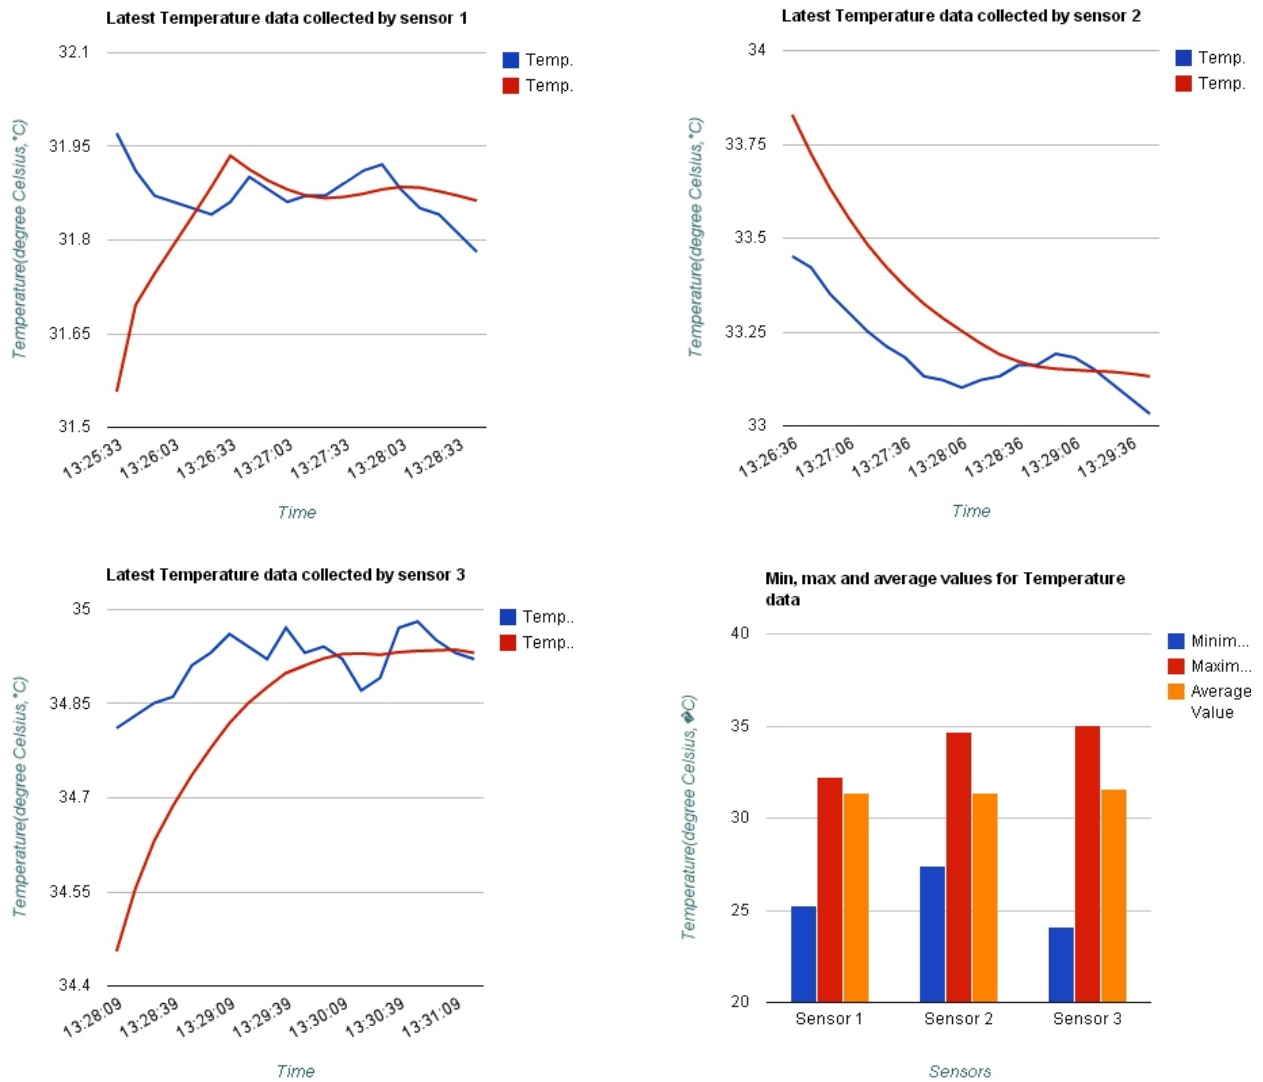 Latest Temperature data collected by sensor 1
32.1
31.95
31.8
31.65
31.5
Temperature(degree Celsius,°C)
Temp.
Temp.
13:25:33
13:26:03
13:26:33
13:27:03
13:27:33
13:28:03
13:28:33
Time
Latest Temperature data collected by sensor 2
34
33.75
33.5
33.25
33
Temperature(degree Celsius,°C)
Temp.
Temp.
13:26:36
13:27:06
13:27:36
13:28:06
13:28:36
13:29:06
13:29:36
Time
Latest Temperature data collected by sensor 3
35
34.85
34.7
34.55
34.4
Temperature(degree Celsius,°C)
Temp..
Temp..
13:28:09
13:28:39
13:29:09
13:29:39
13:30:09
13:30:39
13:31:09
Time
Min, max and average values for Temperature
data
40
35
30
25
20
Temperature(degree Celsius,�C)
Minim...
Maxim...
Average
Value
Sensor 1
Sensor 2
Sensor 3
Sensors